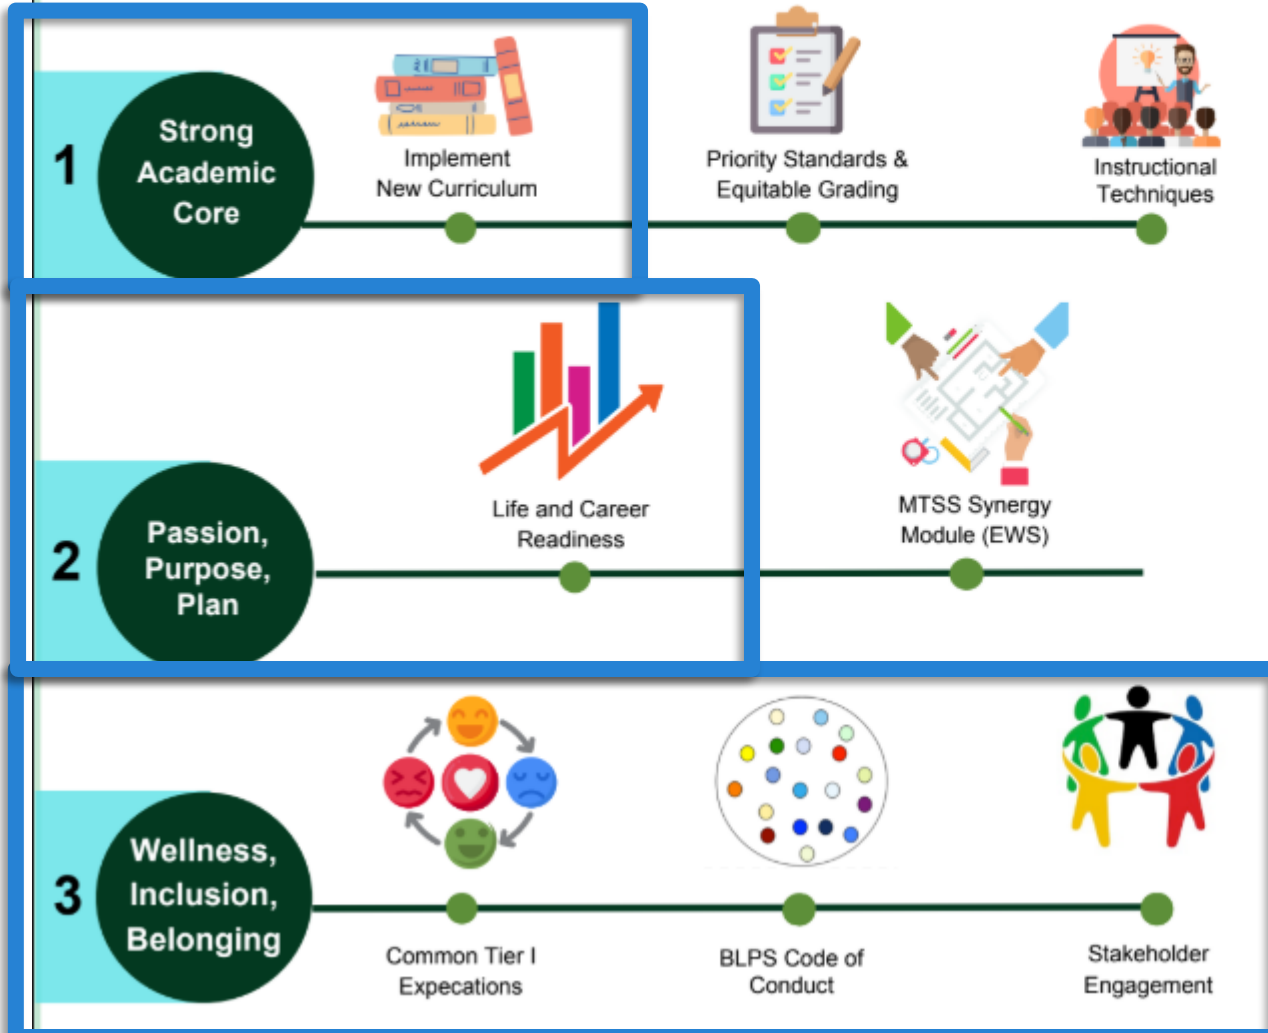 1
Strong
Academic
Core
Implement
New Curriculum
Priority Standards &
Equitable Grading
Instructional
Techniques
2
Passion,
Purpose,
Plan
Life and Career
Readiness
MTSS Synergy
Module (EWS)
3
Wellness,
Inclusion,
Belonging
Common Tier I
Expecations
BLPS Code of
Conduct
Stakeholder
Engagement